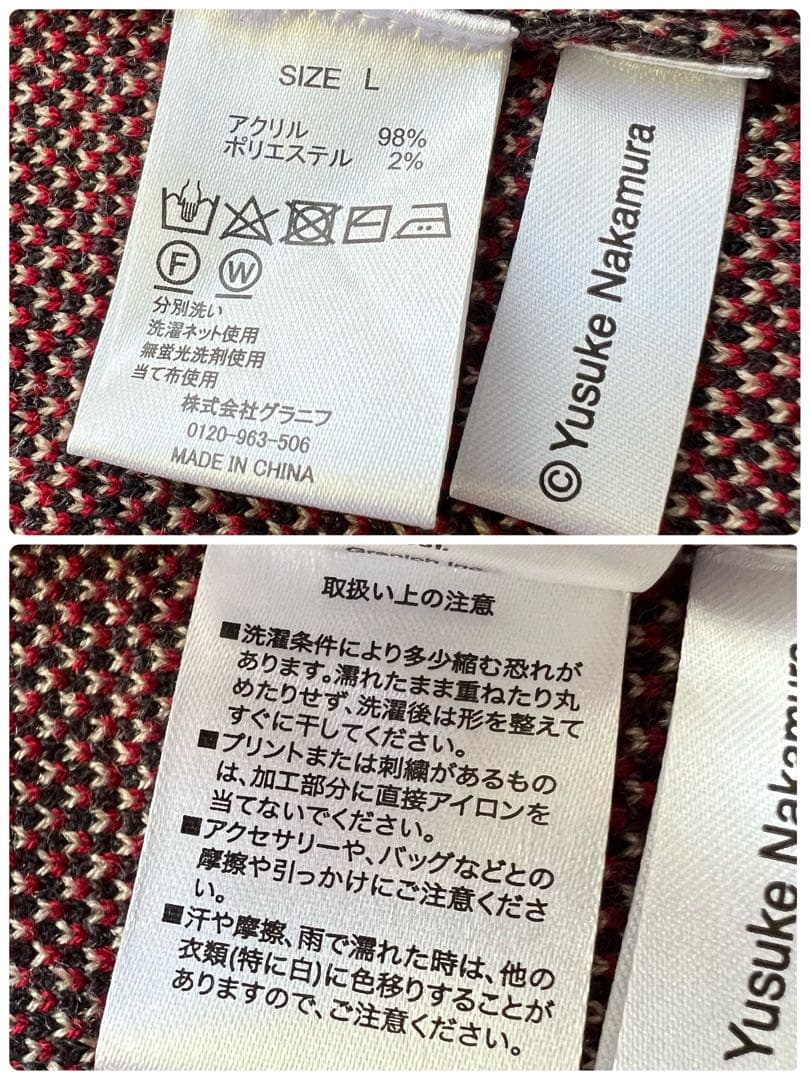 SIZE L
アクリル 98%
ポリエステル 2%
F W
分別洗い
洗濯ネット使用
無蛍光洗剤使用
当て布使用
株式会社グラニフ
0120-963-506
MADE IN CHINA
©Yusuke Nakamura
Graniph Inc
取扱い上の注意
■洗濯条件により多少縮む恐れが
あります。濡れたまま重ねたり丸
めたりせず、洗濯後は形を整えて
すぐに干してください。
■プリントまたは刺繍があるもの
は、加工部分に直接アイロンを
当てないでください。
■アクセサリーや、バッグなどとの
摩擦や引っかけにご注意くださ
い。
■汗や摩擦、雨で濡れた時は、他の
衣類(特に白)に色移りすることが
ありますので、ご注意ください。
Yusuke Nakamura